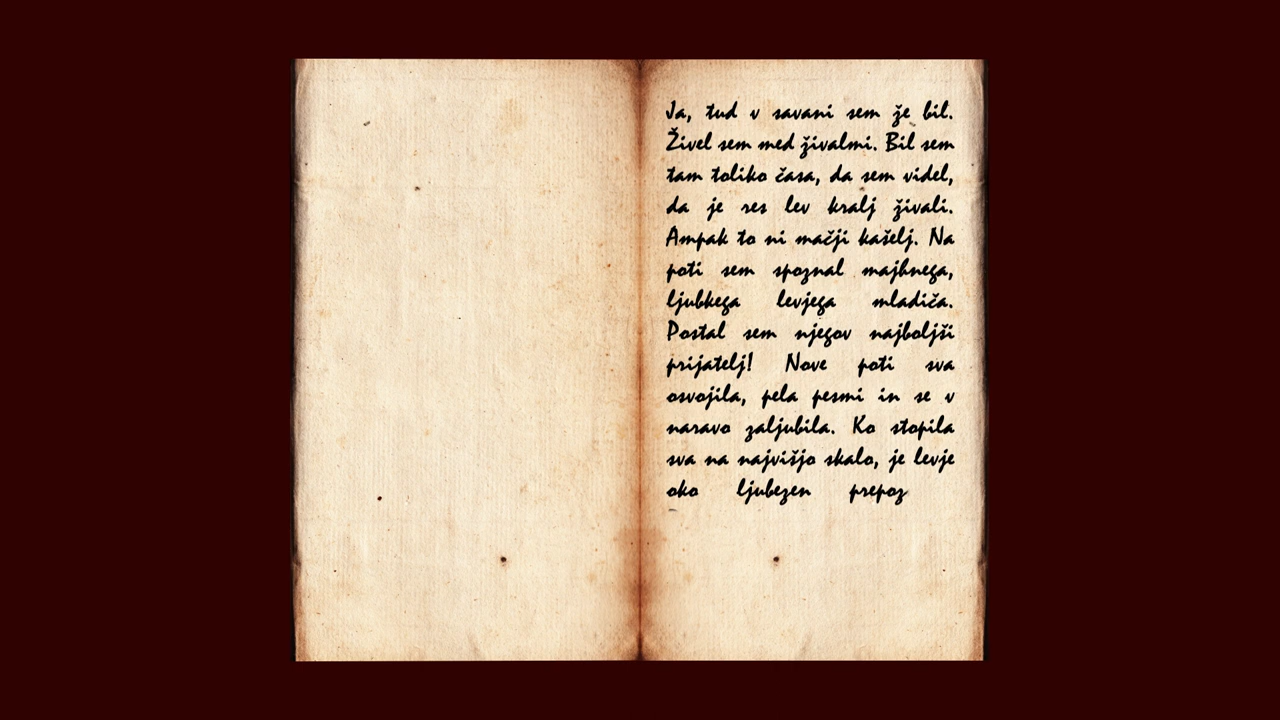 Ja, tud v savani sem že bil.
Živel sem med živalmi. Bil sem
tam toliko časa, da sem videl,
da je res lev kralj živali.
Ampak to ni mačji kašelj. Na
poti sem spoznal majhnega,
ljubkega levjega mladiča.
Postal sem njegov najboljši
prijatelj! Nove poti sva
osvojila, pela pesmi in se v
naravo zaljubila. Ko stopila
sva na najvišjo skalo, je levje
oko ljubezen prepoz